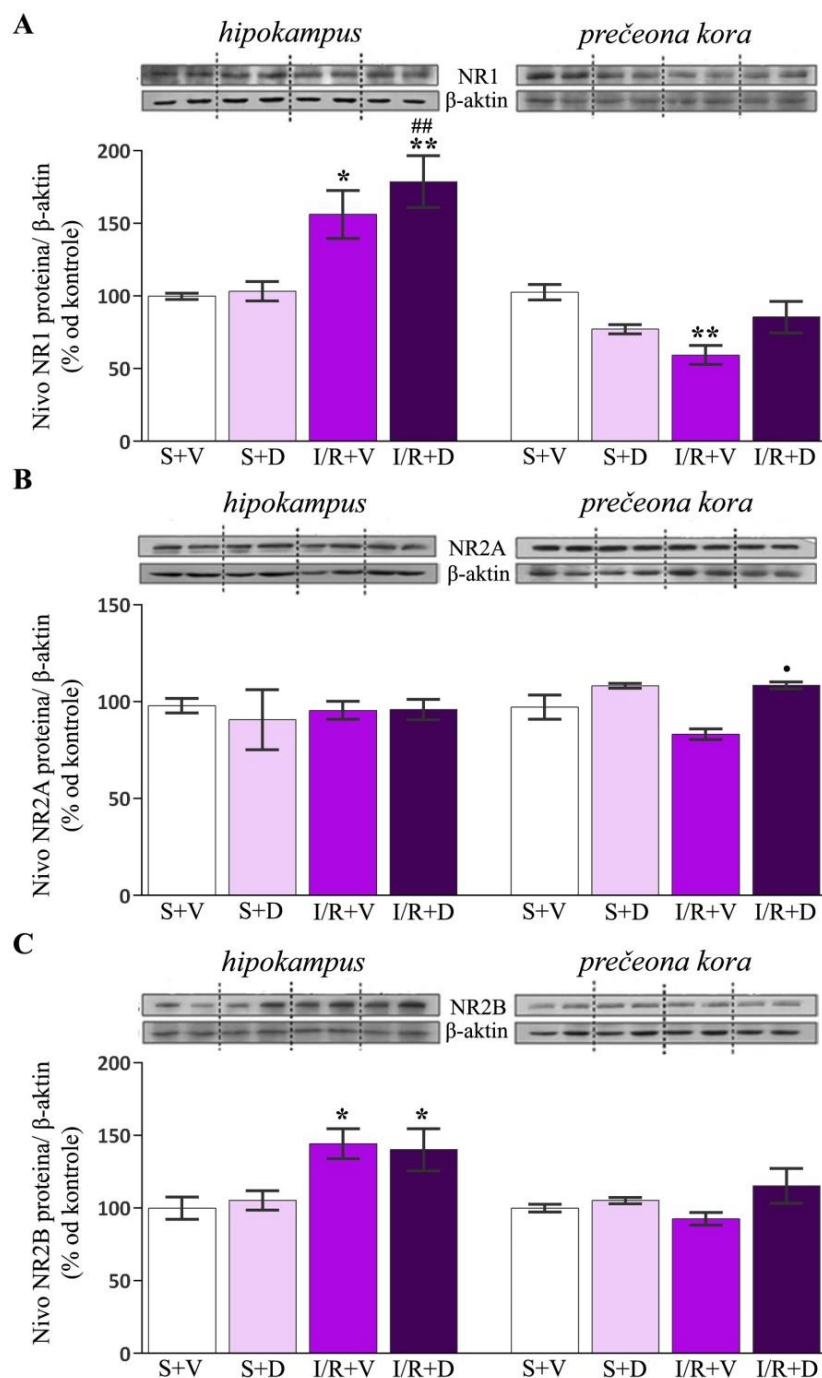 A
hipokampus
prečeona kora
NR1
β-aktin
Nivo NR1 proteina/ β-aktin
(% od kontrole)
200
150
100
50
0
*
##
**
**
S+V S+D I/R+V I/R+D S+V S+D I/R+V I/R+D
B
hipokampus
prečeona kora
NR2A
β-aktin
Nivo NR2A proteina/ β-aktin
(% od kontrole)
150
100
50
0
•
S+V S+D I/R+V I/R+D S+V S+D I/R+V I/R+D
C
hipokampus
prečeona kora
NR2B
β-aktin
Nivo NR2B proteina/ β-aktin
(% od kontrole)
200
150
100
50
0
*
*
S+V S+D I/R+V I/R+D S+V S+D I/R+V I/R+D